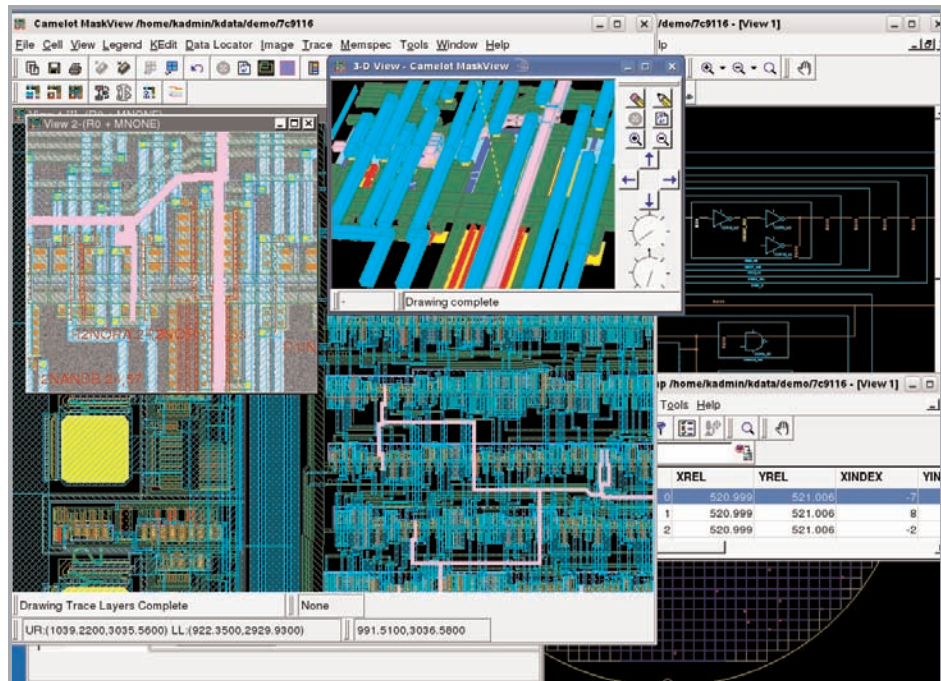 Camelot MaskView /home/kadmin/kdata/demo/7c9116
/demo/7c9116 - [View 1]
File Cell View Legend KEdit Data Locator Image Trace Memspec Tools Window Help
lp
3-D View - Camelot MaskView
View 2-(R0 + MNONE)
Drawing complete
p /home/kadmin/kdata/demo/7c9116 - [View 1]
Tools Help
XREL YREL XINDEX YIN
0 520.999 521.006 -7
1 520.999 521.006 8
2 520.999 521.006 -2
Drawing Trace Layers Complete
None
UR:(1039.2200,3035.5600) LL:(922.3500,2929.9300)
991.5100,3036.5800